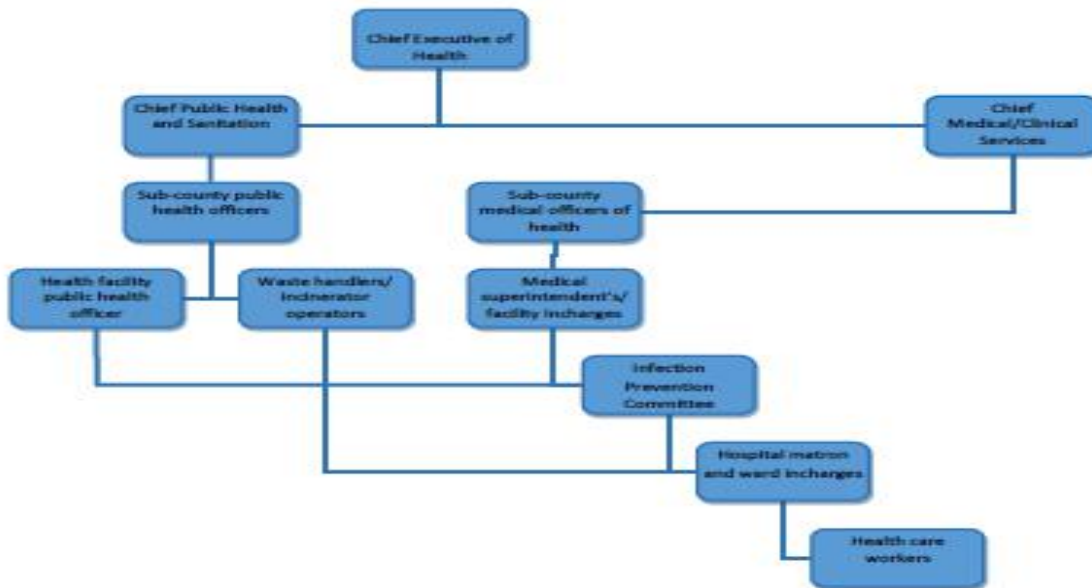 Chief Executive of
Health
Chief Public Health
and Sanitation
Chief
Medical/Clinical
Services
Sub-county public
health officers
Sub-county
medical officers of
health
Health facility
public health
officer
Waste handlers/
incinerator
operators
Medical
superintendent's/
facility incharges
Infection
Prevention
Committee
Hospital matron
and ward incharges
Health care
workers